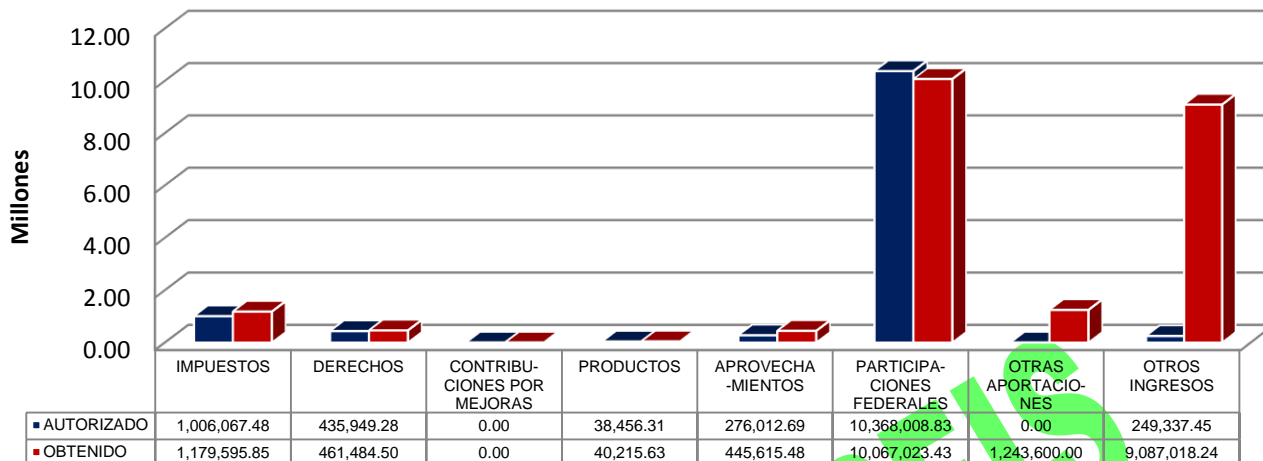 12.00
10.00
8.00
6.00
4.00
2.00
0.00
Millones
IMPUESTOS
DERECHOS
CONTRIBU-
CIONES POR
MEJORAS
PRODUCTOS
APROVECHA
-MIENTOS
PARTICIPA-
CIONES
FEDERALES
OTRAS
APORTACIO-
NES
OTROS
INGRESOS
AUTORIZADO 1,006,067.48 435,949.28 0.00 38,456.31 276,012.69 10,368,008.83 0.00 249,337.45
OBTENIDO 1,179,595.85 461,484.50 0.00 40,215.63 445,615.48 10,067,023.43 1,243,600.00 9,087,018.24